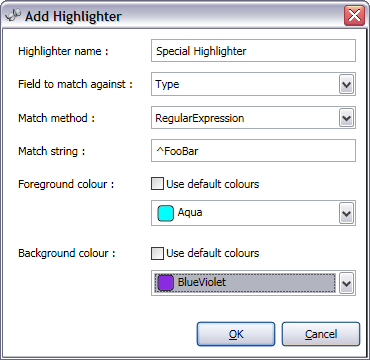 Add Highlighter
Highlighter name : Special Highlighter
Field to match against : Type
Match method : RegularExpression
Match string : ^FooBar
Foreground colour : Use default colours
Aqua
Background colour : Use default colours
BlueViolet
OK Cancel